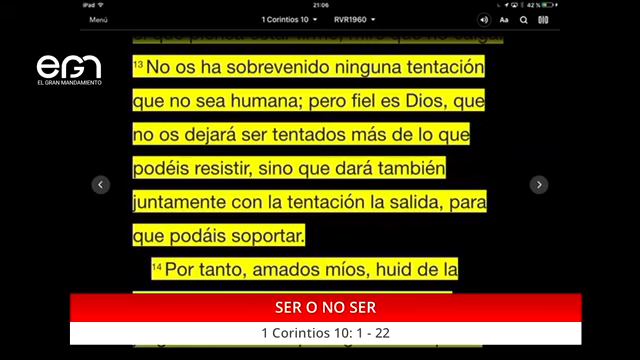 iPad
21:06
42 %
Menú
1 Corintios 10
RVR1960
Aa
EGM
EL GRAN MANDAMIENTO
13 No os ha sobrevenido ninguna tentación
que no sea humana; pero fiel es Dios, que
no os dejará ser tentados más de lo que
podéis resistir, sino que dará también
juntamente con la tentación la salida, para
que podáis soportar.
14 Por tanto, amados míos, huid de la
SER O NO SER
1 Corintios 10: 1 - 22